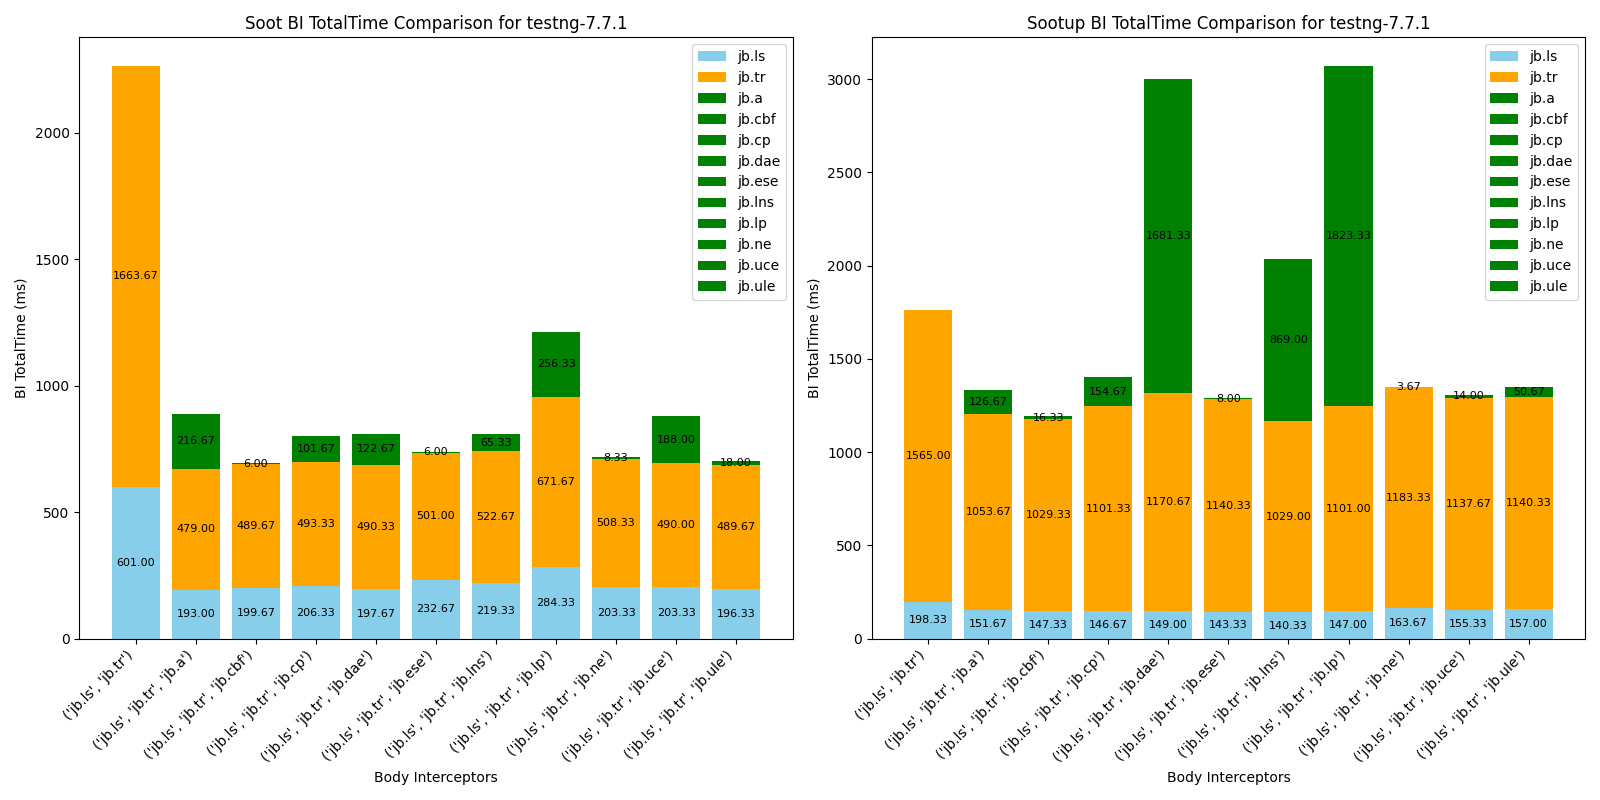 Soot BI TotalTime Comparison for testng-7.7.1
BI TotalTime (ms)
2000
1500
1000
500
0
jb.ls
jb.tr
jb.a
jb.cbf
jb.cp
jb.dae
jb.ese
jb.lns
jb.lp
jb.ne
jb.uce
jb.ule
1663.67
601.00
216.67
479.00
193.00
6.00
489.67
199.67
101.67
493.33
206.33
122.67
490.33
197.67
6.00
501.00
232.67
65.33
522.67
219.33
256.33
671.67
284.33
8.33
508.33
203.33
188.00
490.00
203.33
18.00
489.67
196.33
('jb.ls', 'jb.tr')
('jb.ls', 'jb.tr', 'jb.a')
('jb.ls', 'jb.tr', 'jb.cbf')
('jb.ls', 'jb.tr', 'jb.cp')
('jb.ls', 'jb.tr', 'jb.dae')
('jb.ls', 'jb.tr', 'jb.ese')
('jb.ls', 'jb.tr', 'jb.lns')
('jb.ls', 'jb.tr', 'jb.lp')
('jb.ls', 'jb.tr', 'jb.ne')
('jb.ls', 'jb.tr', 'jb.uce')
('jb.ls', 'jb.tr', 'jb.ule')
Body Interceptors
Sootup BI TotalTime Comparison for testng-7.7.1
BI TotalTime (ms)
3000
2500
2000
1500
1000
500
0
jb.ls
jb.tr
jb.a
jb.cbf
jb.cp
jb.dae
jb.ese
jb.lns
jb.lp
jb.ne
jb.uce
jb.ule
1565.00
198.33
126.67
1053.67
151.67
16.33
1029.33
147.33
154.67
1101.33
146.67
1681.33
1170.67
149.00
8.00
1140.33
143.33
869.00
1029.00
140.33
1823.33
1101.00
147.00
3.67
1183.33
163.67
14.00
1137.67
155.33
50.67
1140.33
157.00
('jb.ls', 'jb.tr')
('jb.ls', 'jb.tr', 'jb.a')
('jb.ls', 'jb.tr', 'jb.cbf')
('jb.ls', 'jb.tr', 'jb.cp')
('jb.ls', 'jb.tr', 'jb.dae')
('jb.ls', 'jb.tr', 'jb.ese')
('jb.ls', 'jb.tr', 'jb.lns')
('jb.ls', 'jb.tr', 'jb.lp')
('jb.ls', 'jb.tr', 'jb.ne')
('jb.ls', 'jb.tr', 'jb.uce')
('jb.ls', 'jb.tr', 'jb.ule')
Body Interceptors